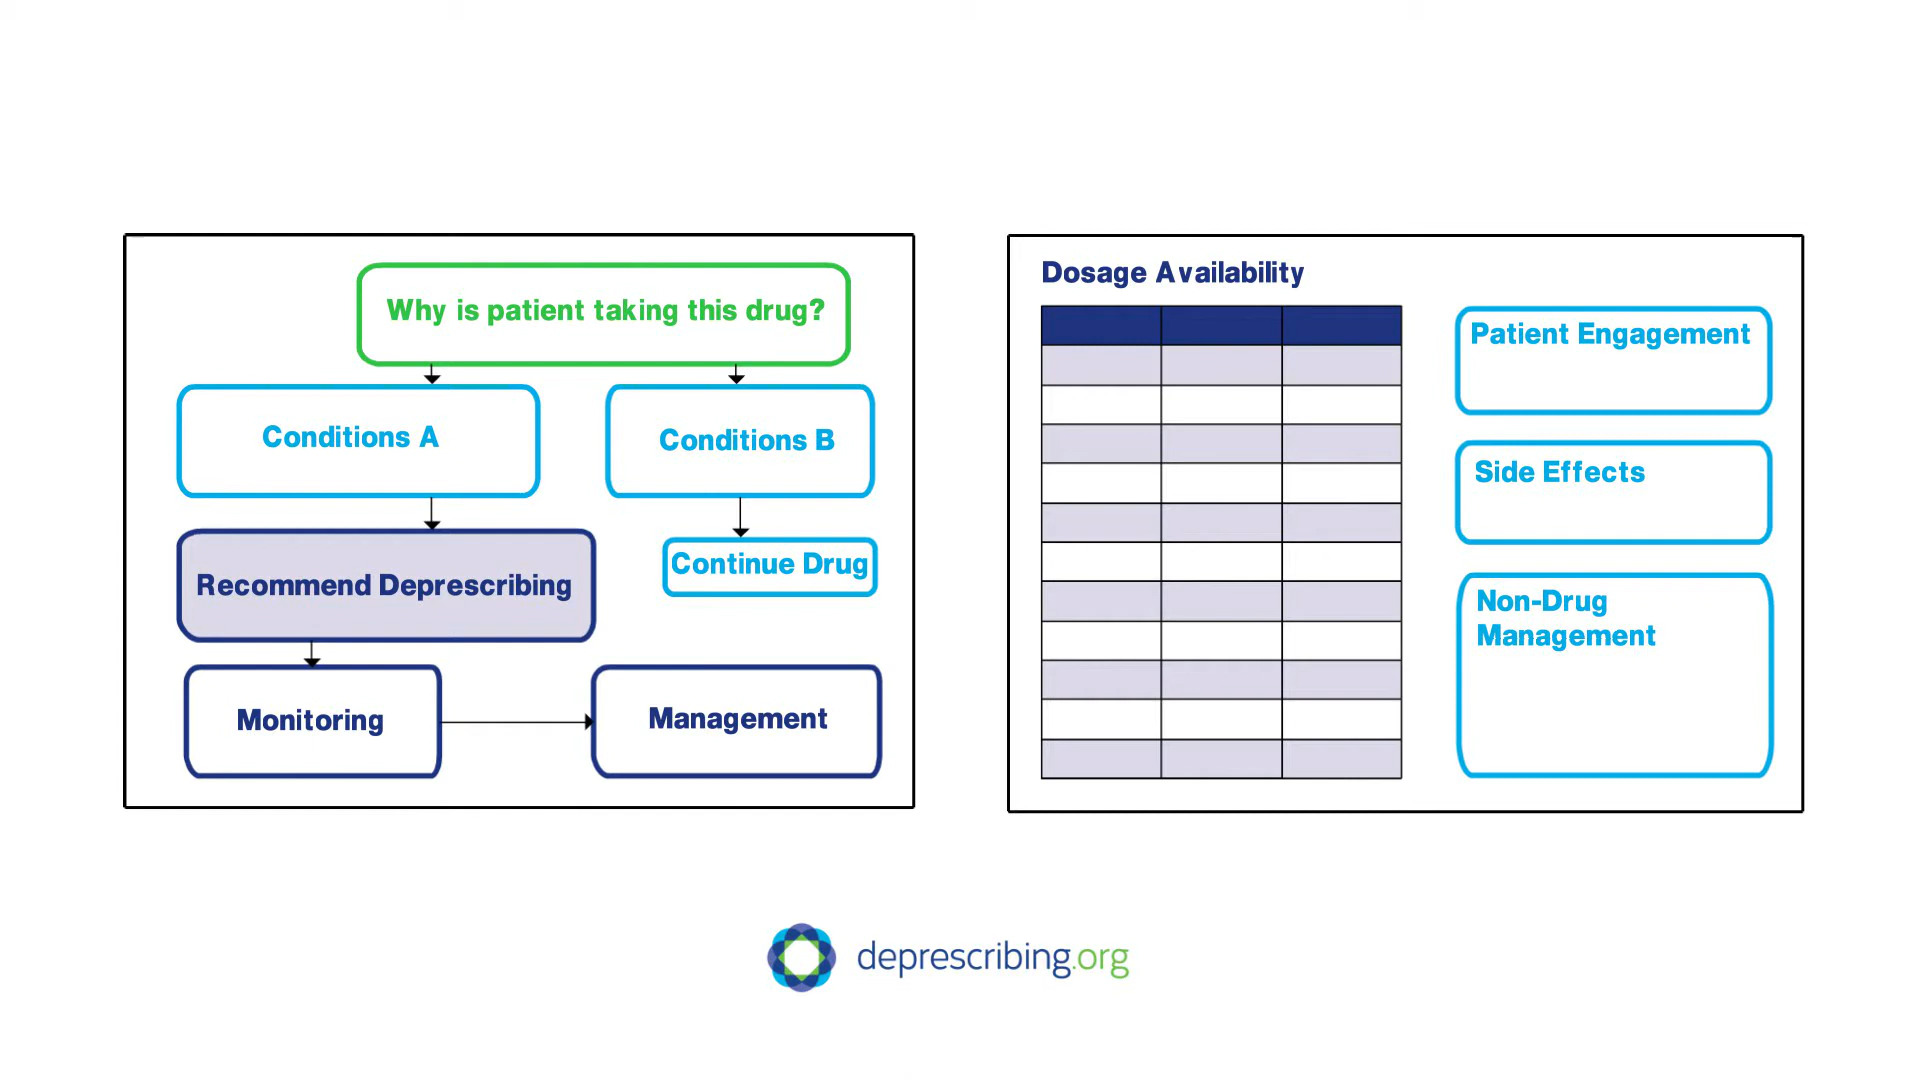 Why is patient taking this drug?
Conditions A
Conditions B
Recommend Deprescribing
Continue Drug
Monitoring
Management
Dosage Availability
Patient Engagement
Side Effects
Non-Drug
Management
deprescribing.org